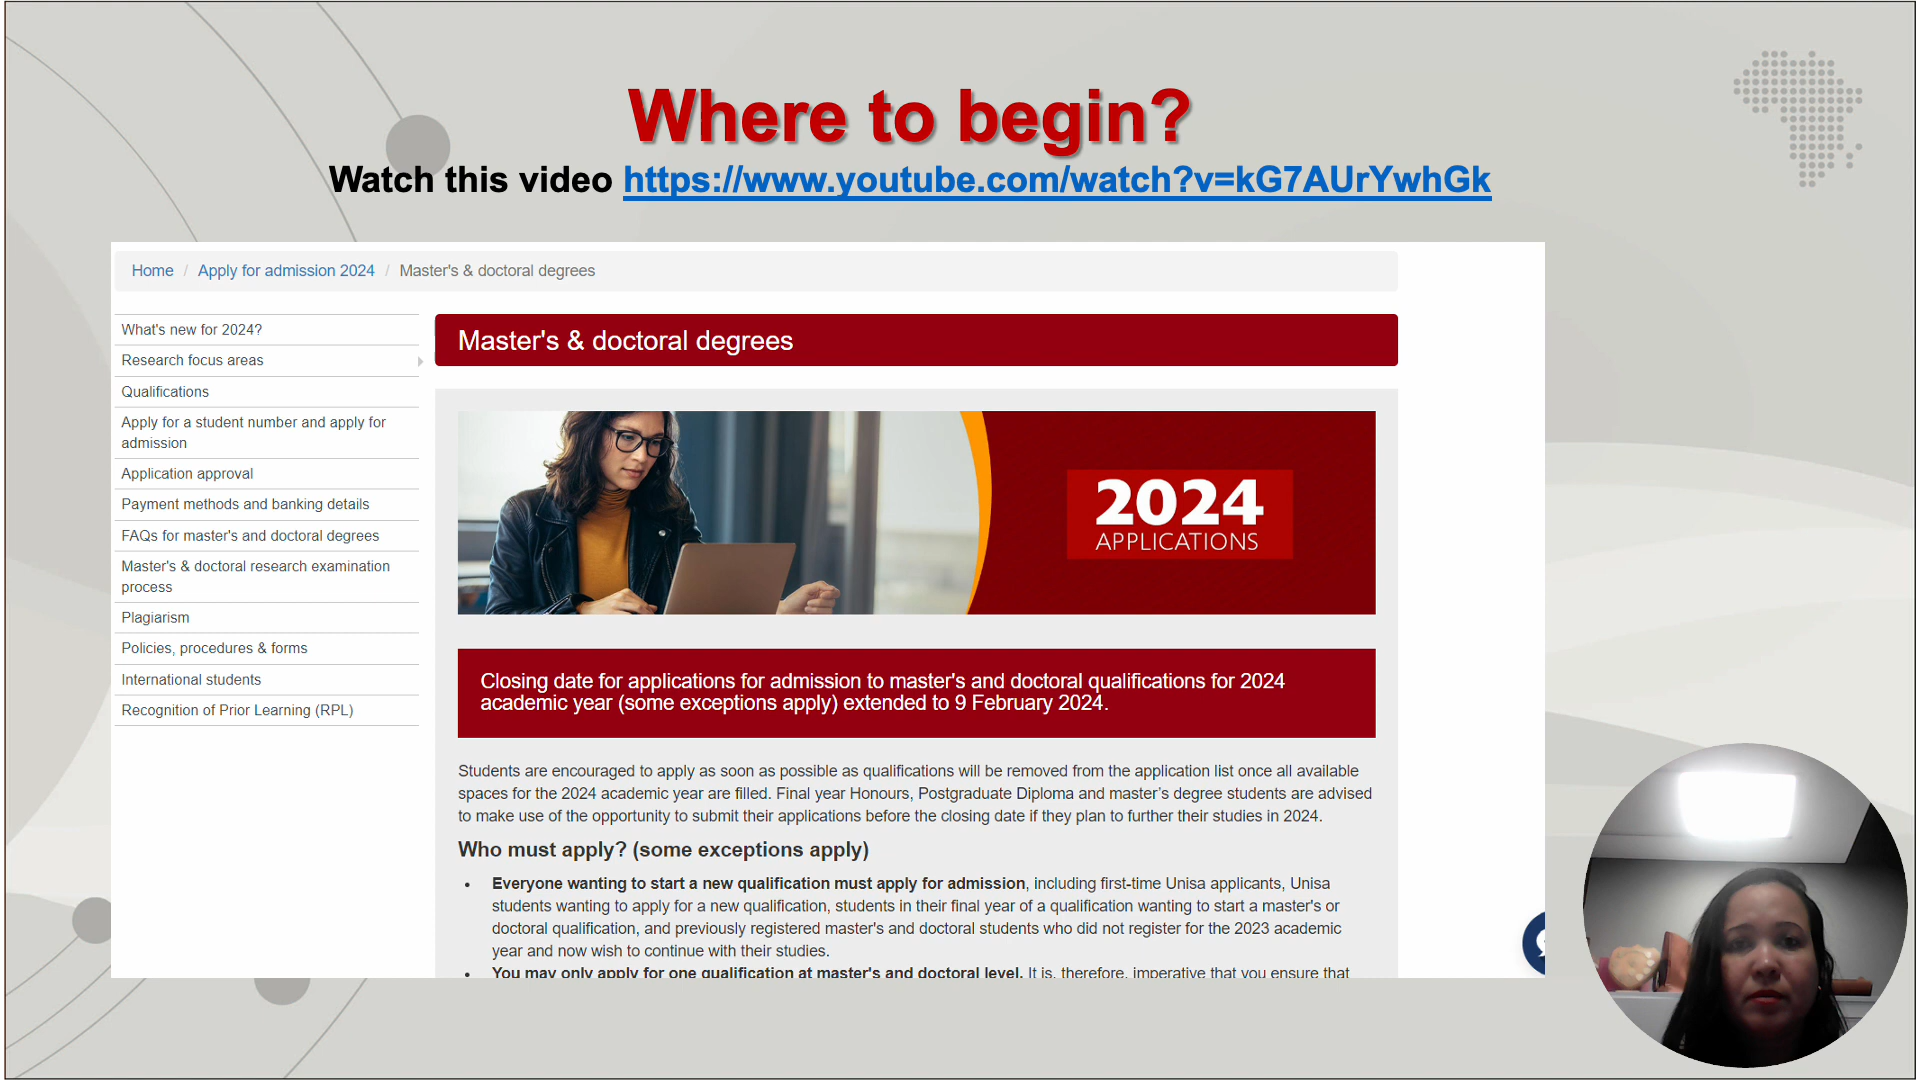 Where to begin?
Watch this video https://www.youtube.com/watch?v=kG7AUrYwhGk
Home / Apply for admission 2024 / Master's & doctoral degrees
What's new for 2024?
Research focus areas
Qualifications
Apply for a student number and apply for
admission
Application approval
Payment methods and banking details
FAQs for master's and doctoral degrees
Master's & doctoral research examination
process
Plagiarism
Policies, procedures & forms
International students
Recognition of Prior Learning (RPL)
Master's & doctoral degrees
2024
APPLICATIONS
Closing date for applications for admission to master's and doctoral qualifications for 2024
academic year (some exceptions apply) extended to 9 February 2024.
Students are encouraged to apply as soon as possible as qualifications will be removed from the application list once all available
spaces for the 2024 academic year are filled. Final year Honours, Postgraduate Diploma and master’s degree students are advised
to make use of the opportunity to submit their applications before the closing date if they plan to further their studies in 2024.
Who must apply? (some exceptions apply)
• Everyone wanting to start a new qualification must apply for admission, including first-time Unisa applicants, Unisa
students wanting to apply for a new qualification, students in their final year of a qualification wanting to start a master's or
doctoral qualification, and previously registered master's and doctoral students who did not register for the 2023 academic
year and now wish to continue with their studies.
• You may only apply for one qualification at master's and doctoral level. It is, therefore, imperative that you ensure that